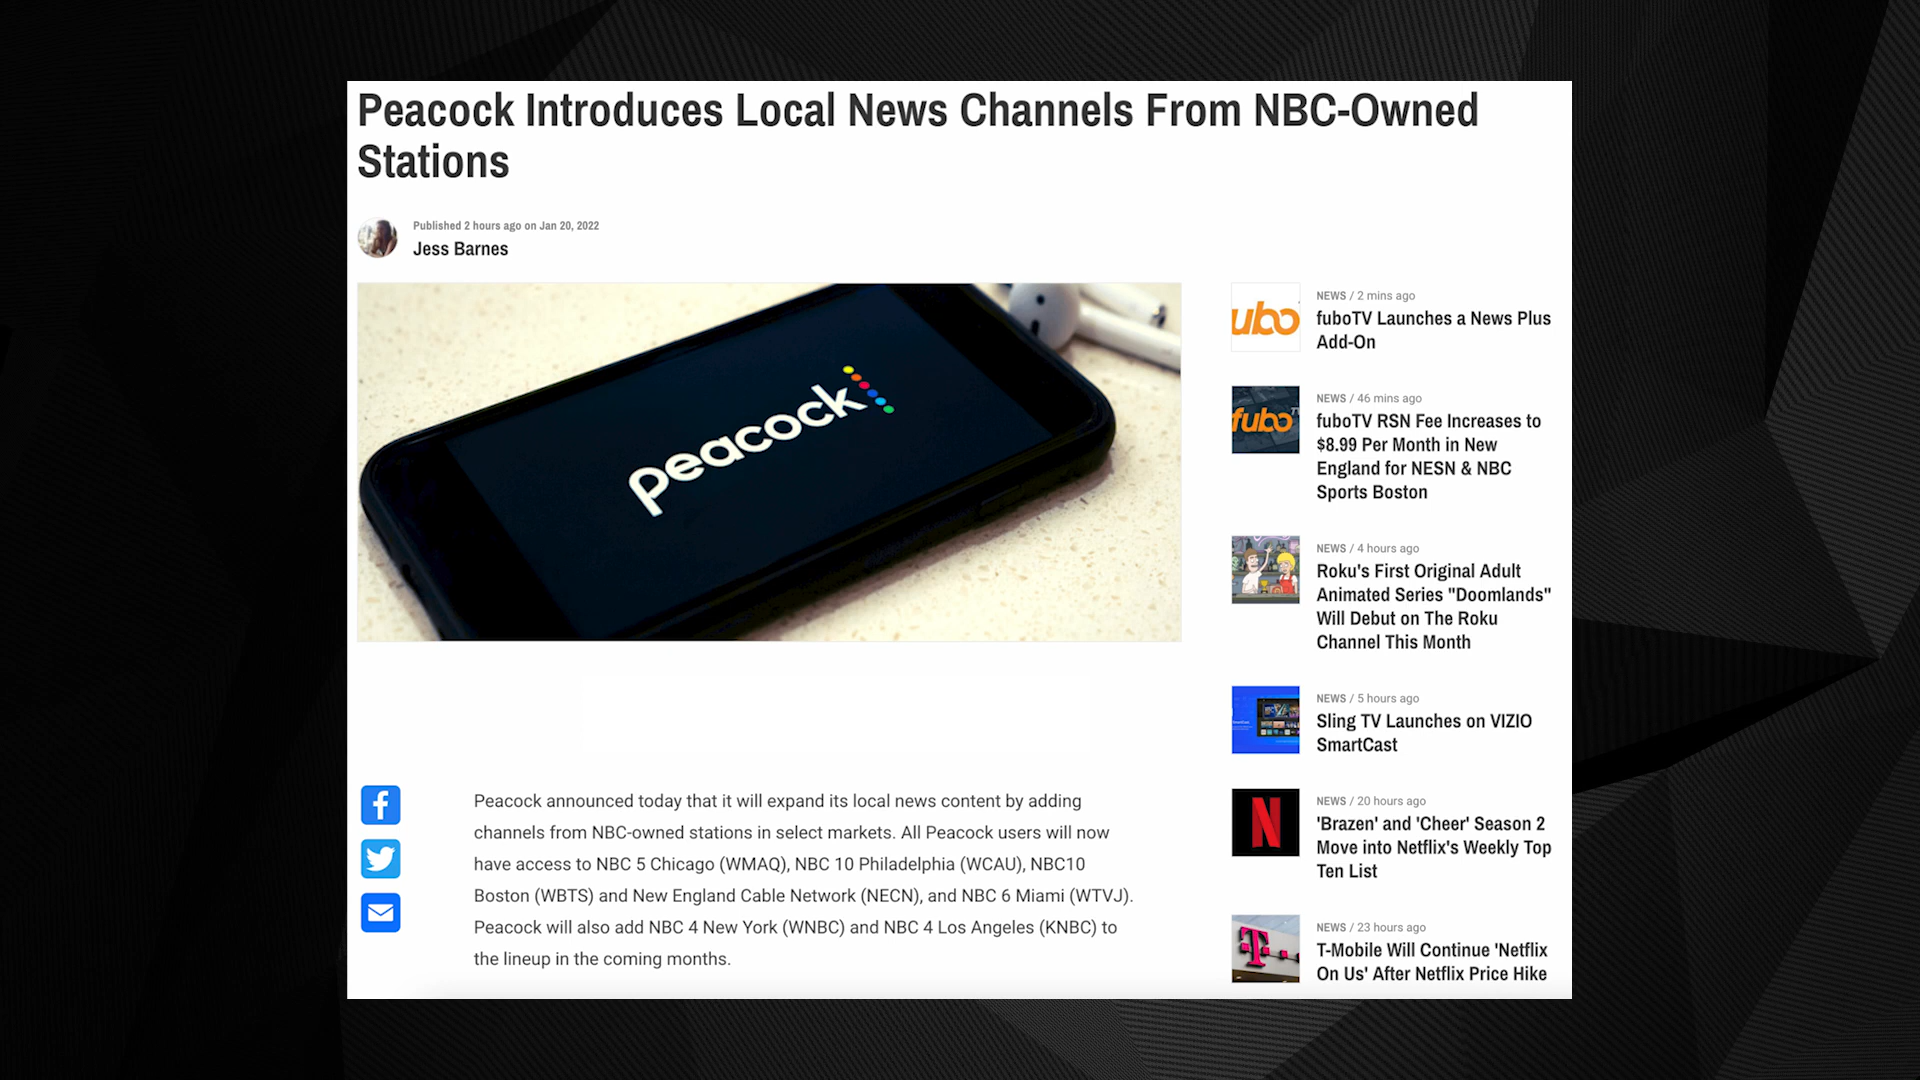 Peacock Introduces Local News Channels From NBC-Owned
Stations
Published 2 hours ago on Jan 20, 2022
Jess Barnes
peacock
Peacock announced today that it will expand its local news content by adding
channels from NBC-owned stations in select markets. All Peacock users will now
have access to NBC 5 Chicago (WMAQ), NBC 10 Philadelphia (WCAU), NBC10
Boston (WBTS) and New England Cable Network (NECN), and NBC 6 Miami (WTVJ).
Peacock will also add NBC 4 New York (WNBC) and NBC 4 Los Angeles (KNBC) to
the lineup in the coming months.
ubo
NEWS / 2 mins ago
fuboTV Launches a News Plus
Add-On
fubo
NEWS / 46 mins ago
fuboTV RSN Fee Increases to
$8.99 Per Month in New
England for NESN & NBC
Sports Boston
NEWS / 4 hours ago
Roku's First Original Adult
Animated Series "Doomlands"
Will Debut on The Roku
Channel This Month
NEWS / 5 hours ago
Sling TV Launches on VIZIO
SmartCast
N
NEWS / 20 hours ago
'Brazen' and 'Cheer' Season 2
Move into Netflix's Weekly Top
Ten List
T
NEWS / 23 hours ago
T-Mobile Will Continue 'Netflix
On Us' After Netflix Price Hike